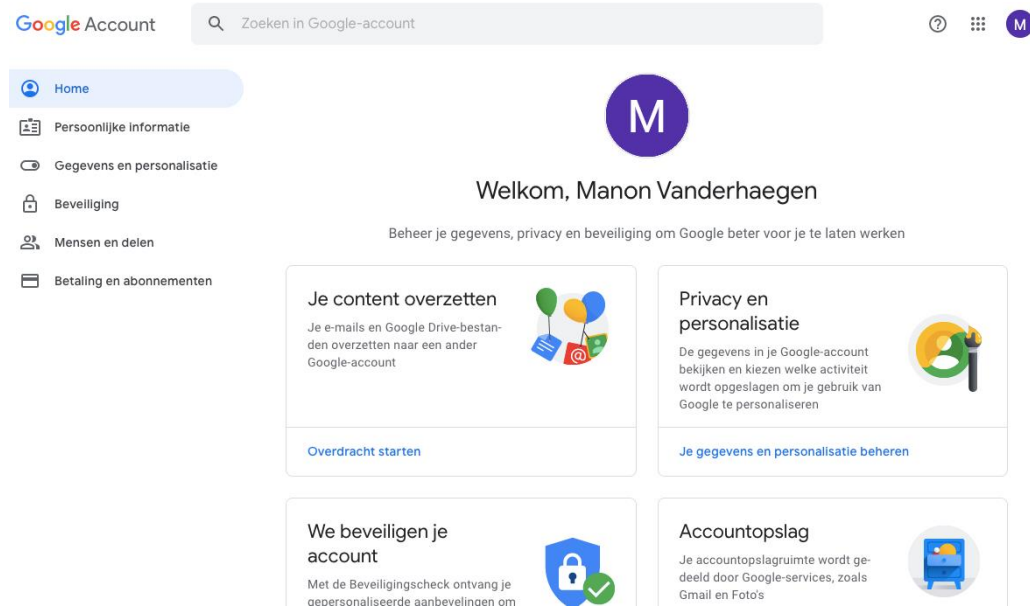 Google Account
Zoeken in Google-account
M
Home
Persoonlijke informatie
Gegevens en personalisatie
Beveiliging
Mensen en delen
Betaling en abonnementen
M
Welkom, Manon Vanderhaegen
Beheer je gegevens, privacy en beveiliging om Google beter voor je te laten werken
Je content overzetten
Je e-mails en Google Drive-bestan-
den overzetten naar een ander
Google-account
Overdracht starten
Privacy en
personalisatie
De gegevens in je Google-account
bekijken en kiezen welke activiteit
wordt opgeslagen om je gebruik van
Google te personaliseren
Je gegevens en personalisatie beheren
We beveiligen je
account
Met de Beveiligingscheck ontvang je
gepersonaliseerde aanbevelingen om
Accountopslag
Je accountopslagruimte wordt ge-
deeld door Google-services, zoals
Gmail en Foto's